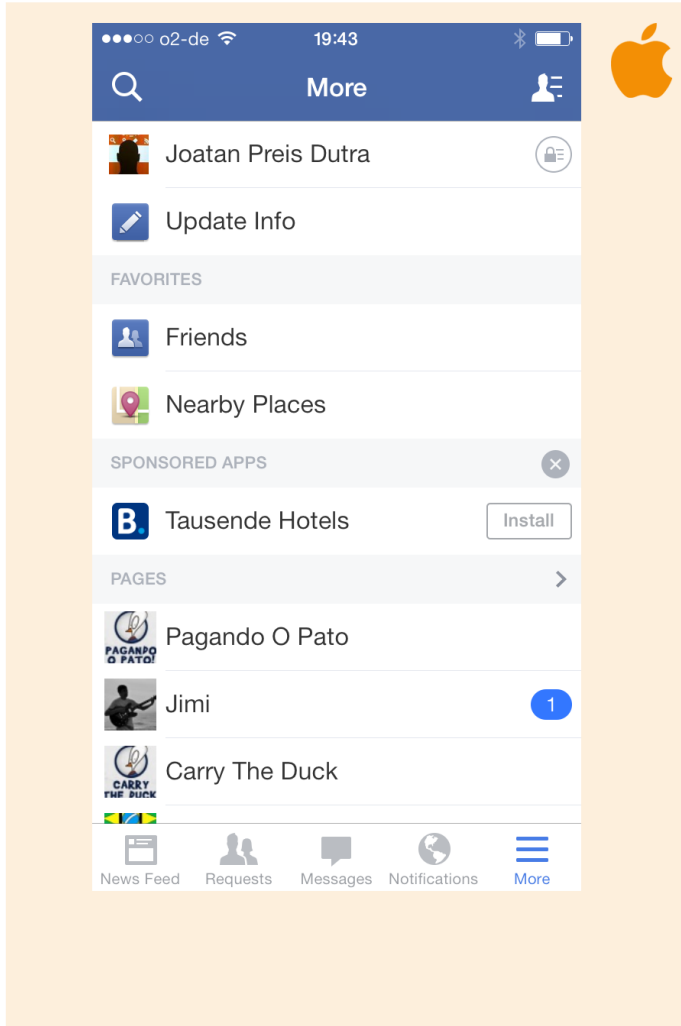 o2-de 19:43
More
Joatan Preis Dutra
Update Info
FAVORITES
Friends
Nearby Places
SPONSORED APPS
B. Tausende Hotels Install
PAGES
PAGANDO
O PATO!
Pagando O Pato
Jimi 1
CARRY
THE DUCK
Carry The Duck
News Feed Requests Messages Notifications More